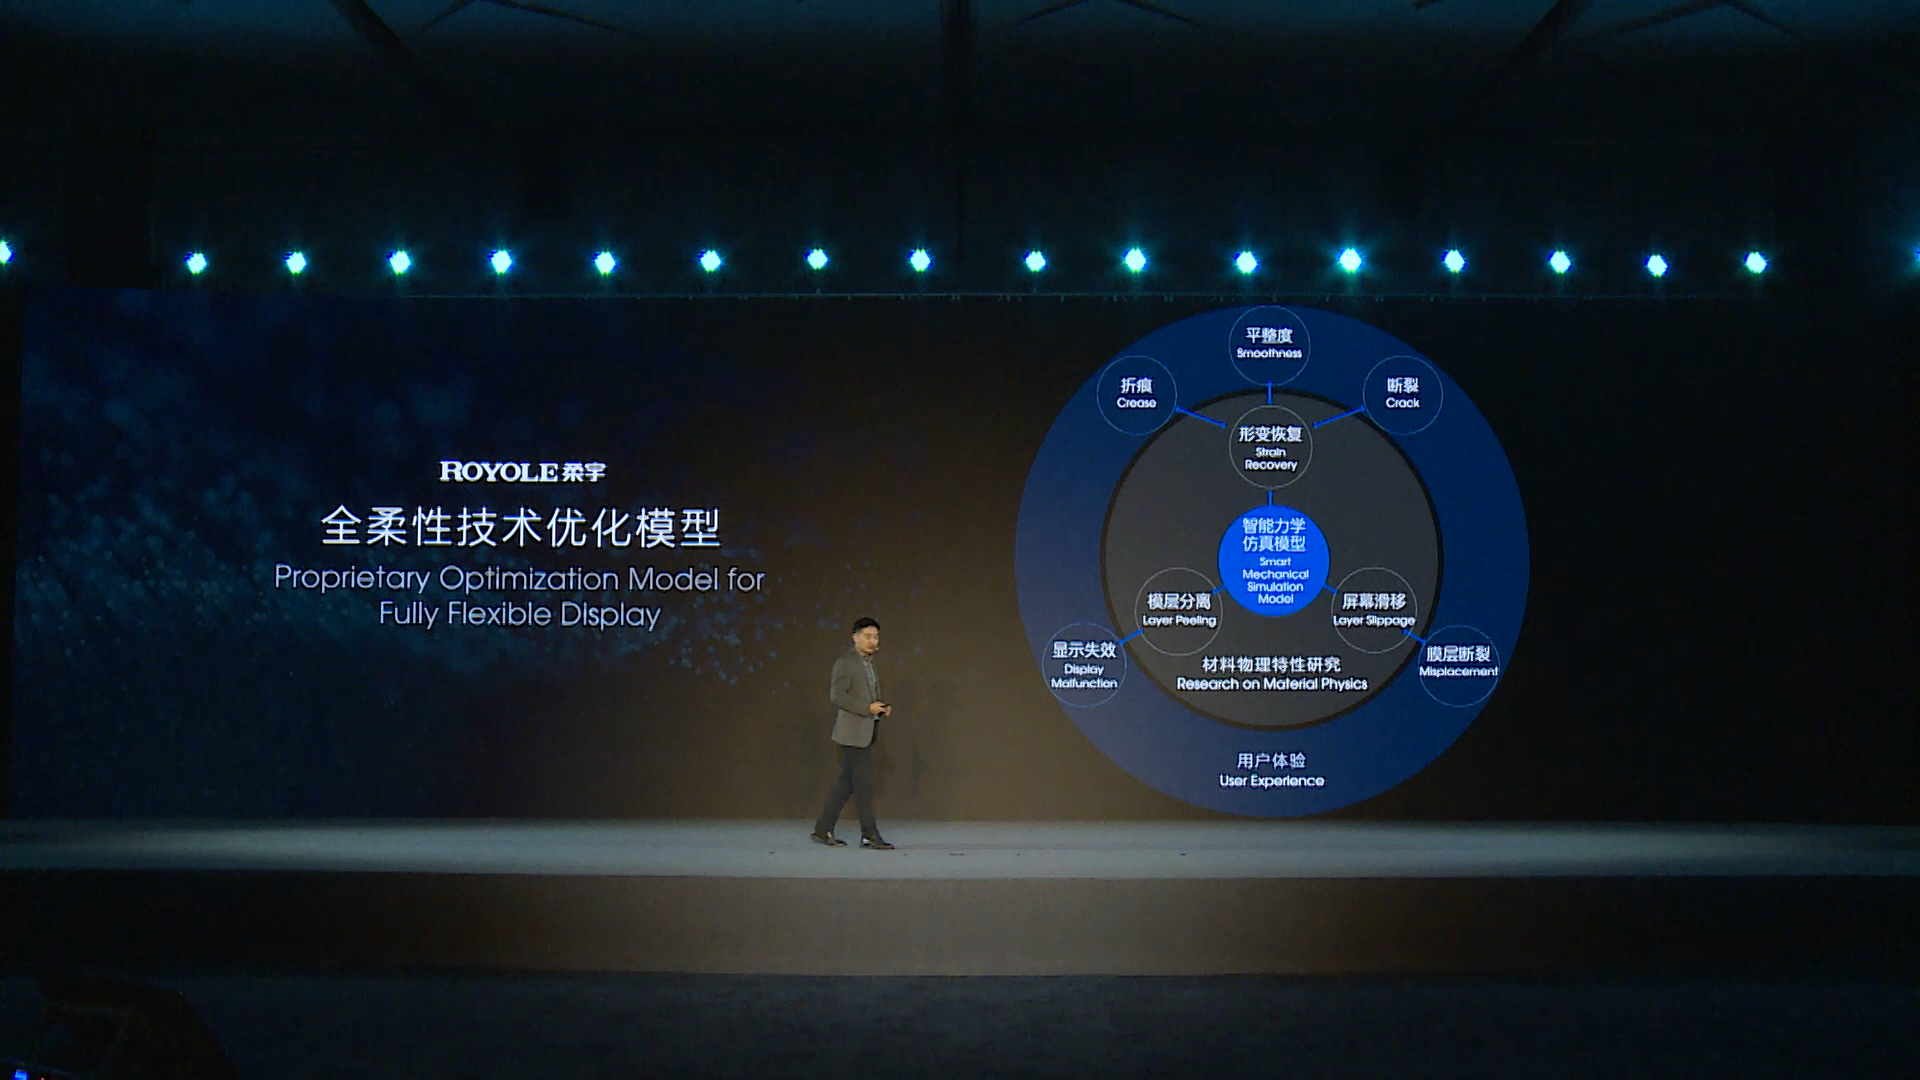 ROYOLE柔宇
全柔性技术优化模型
Proprietary Optimization Model for
Fully Flexible Display
平整度
Smoothness
折痕
Crease
断裂
Crack
形变恢复
Strain
Recovery
智能力学
仿真模型
Smart
Mechanical
Simulation
Model
模层分离
Layer Peeling
屏幕滑移
Layer Slippage
显示失效
Display
Malfunction
膜层断裂
Misplacement
材料物理特性研究
Research on Material Physics
用户体验
User Experience